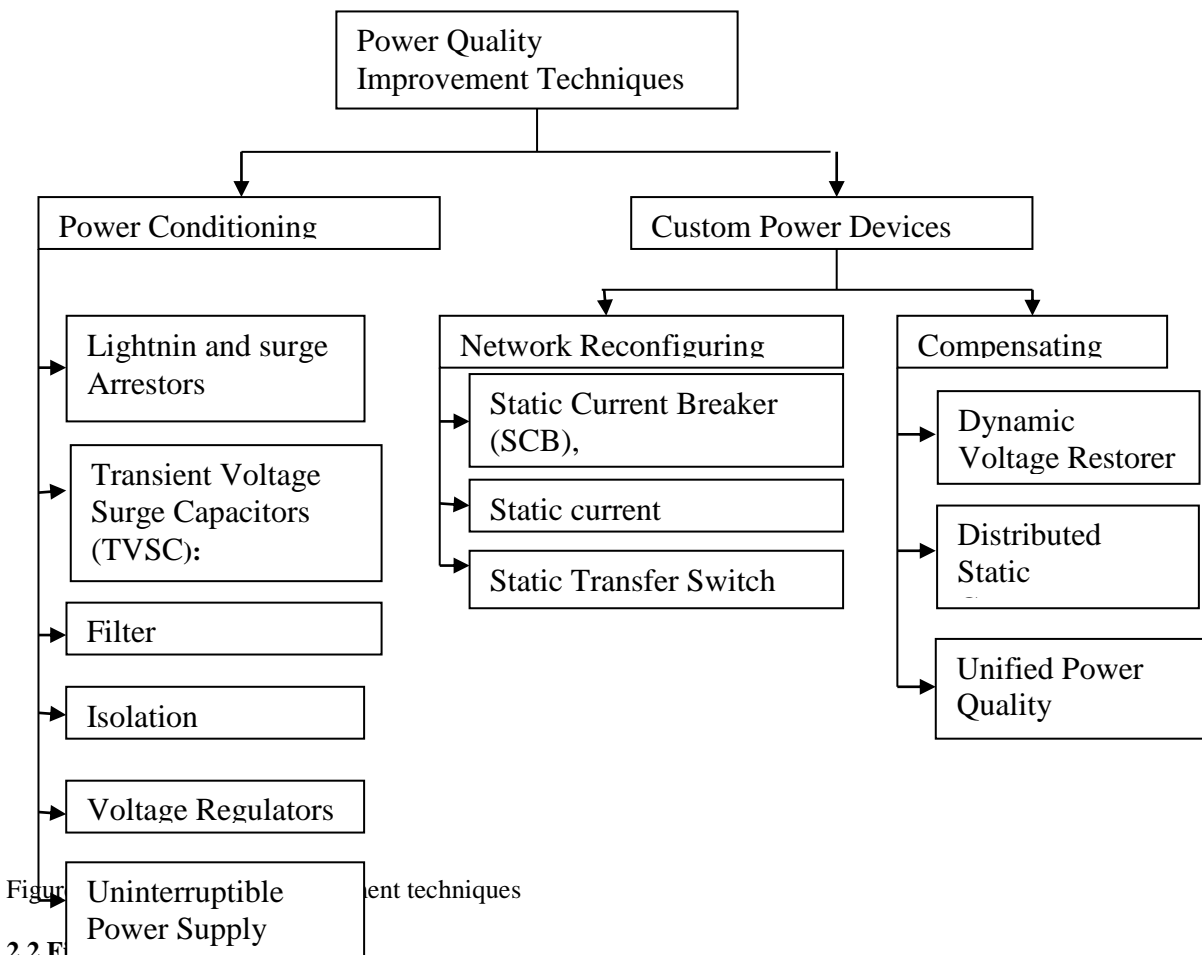 Power Quality
Improvement Techniques
Power Conditioning
Custom Power Devices
Lightnin and surge
Arrestors
Transient Voltage
Surge Capacitors
(TVSC):
Filter
Isolation
Voltage Regulators
Uninterruptible
Power Supply
Network Reconfiguring
Static Current Breaker
(SCB),
Static current
Static Transfer Switch
Compensating
Dynamic
Voltage Restorer
Distributed
Static
Unified Power
Quality
techniques
2.2